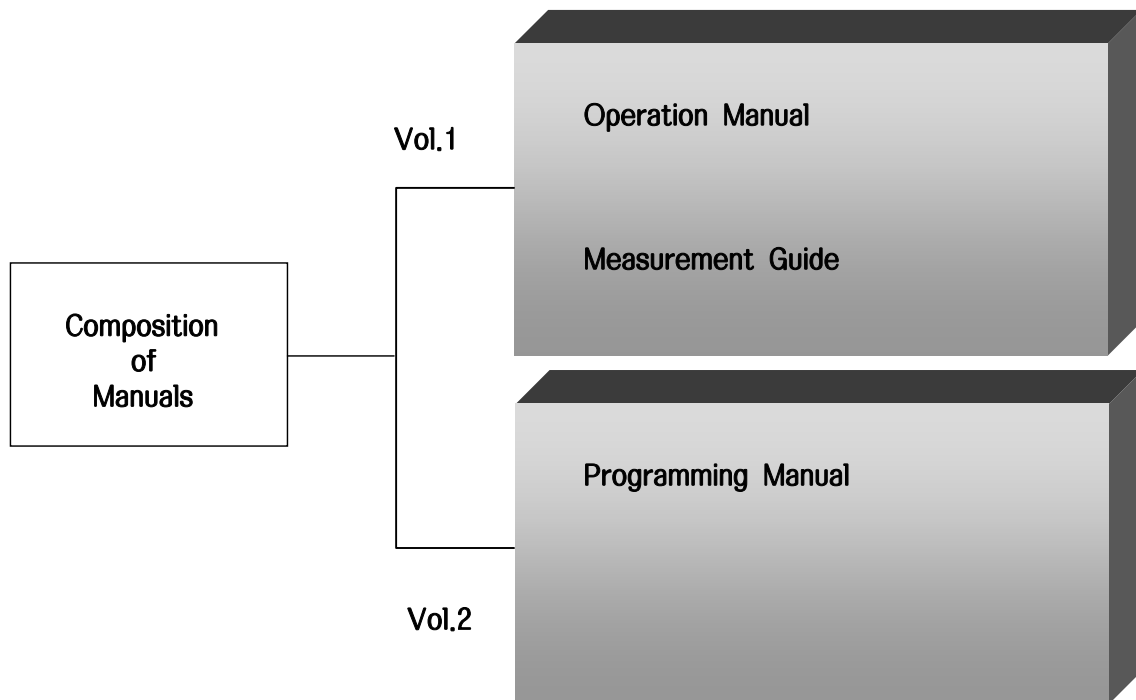 Composition
of
Manuals
Vol.1
Operation Manual
Measurement Guide
Vol.2
Programming Manual